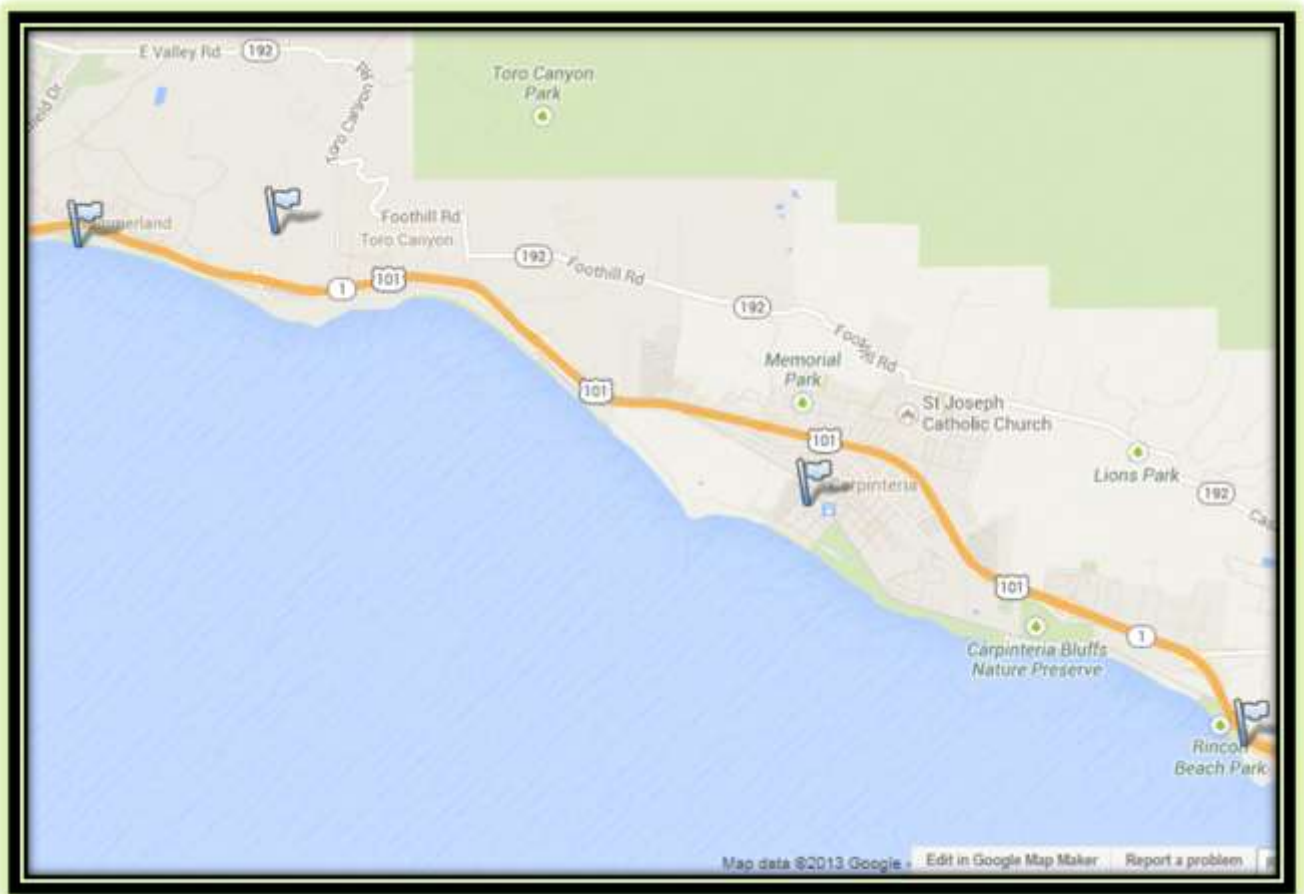 E Valley Rd
192
Toro Canyon
Park
Toro Canyon Rd
Foothill Rd
Toro Canyon
192
Foothill Rd
1
101
192
Foothill Rd
Memorial
Park
101
St Joseph
Catholic Church
101
Carpinteria
Lions Park
192
101
1
Carpinteria Bluffs
Nature Preserve
Rincon
Beach Park
Map data ©2013 Google -
Edit in Google Map Maker
Report a problem